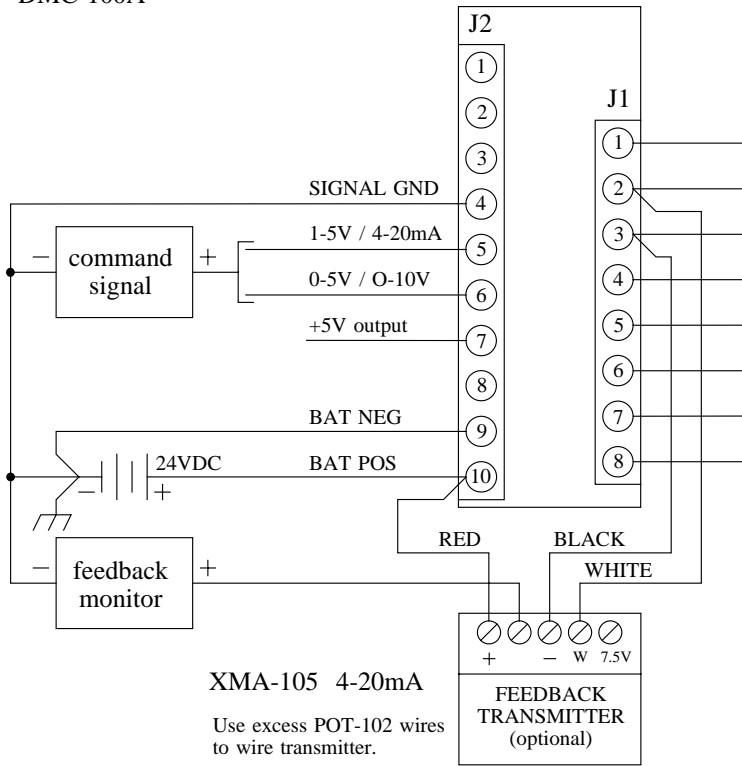 J2
J1
1
2
3
4
5
6
7
8
9
10
1
2
3
4
5
6
7
8
SIGNAL GND
1-5V / 4-20mA
− command +
signal
0-5V / O-10V
+5V output
BAT NEG
24VDC
BAT POS
− +
RED
BLACK
WHITE
− feedback +
monitor
+ − W 7.5V
XMA-105 4-20mA
FEEDBACK
TRANSMITTER
(optional)
Use excess POT-102 wires
to wire transmitter.